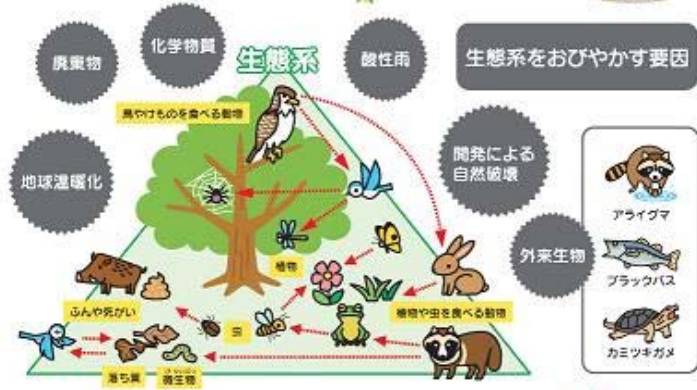 廃棄物
化学物質
生態系
酸性雨
生態系をおびやかす要因
鳥やけものを食べる動物
地球温暖化
開発による
自然破壊
アライグマ
外来生物
植物
ブラックバス
ふんや死がい
虫
植物や虫を食べる動物
カミツキガメ
落ち葉
微生物